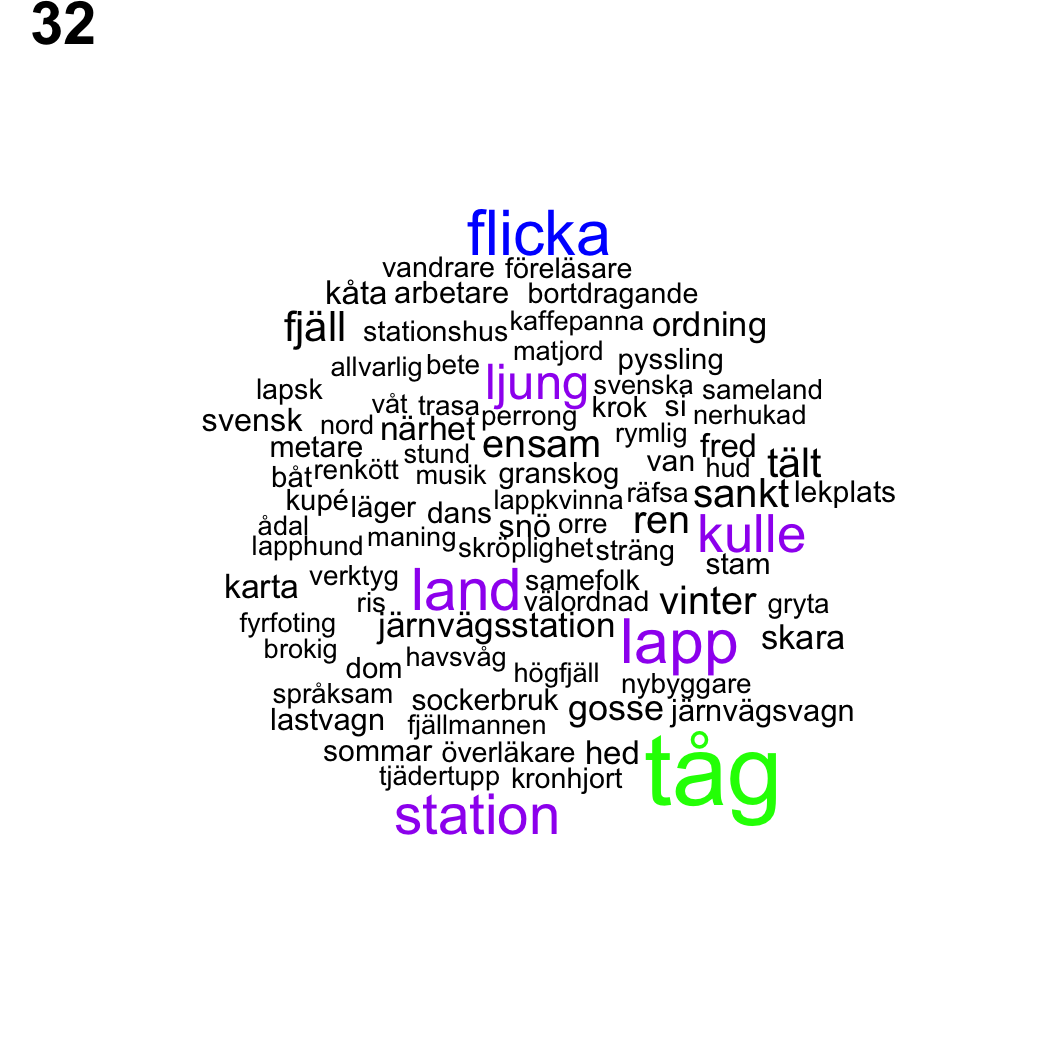 32
flicka
vandrare föreläsare
kåta arbetare bortdragande
fjäll stationshus kaffepanna ordning
allvarlig bete matjord pyssling
lapsk ljung svenska sameland
svensk nord våt trasa perrong krok si nerhukad
metare närhet ensam rymlig fred
båt renkött stund musik granskog van hud tält
kupé läger dans lappkvinna räfsa sankt lekplats
ådal maning snö orre ren kulle
lapphund skröplighet sträng stam
karta verktyg land samefolk
ris välordnad vinter gryta
fyrfoting järnvägsstation lapp skara
brokig dom havsvåg högfjäll
språksam sockerbruk nybyggare
lastvagn fjällmannen gosse järnvägsvagn
sommar överläkare hed tåg
tjädertupp kronhjort
station